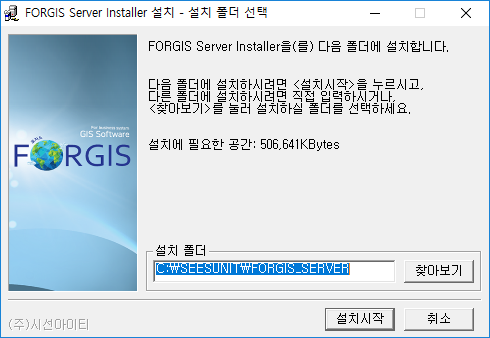 FORGIS Server Installer 설치 - 설치 폴더 선택
FORGIS Server Installer을(를) 다음 폴더에 설치합니다.
다음 폴더에 설치하시려면 <설치시작>을 누르시고,
다른 폴더에 설치하시려면 직접 입력하시거나,
<찾아보기>를 눌러 설치하실 폴더를 선택하세요.
설치에 필요한 공간: 506,641KBytes
For business system
GIS Software
FORGIS
설치 폴더
C:\SEESUNIT\FORGIS_SERVER
찾아보기
(주)시선아이티
설치시작
취소